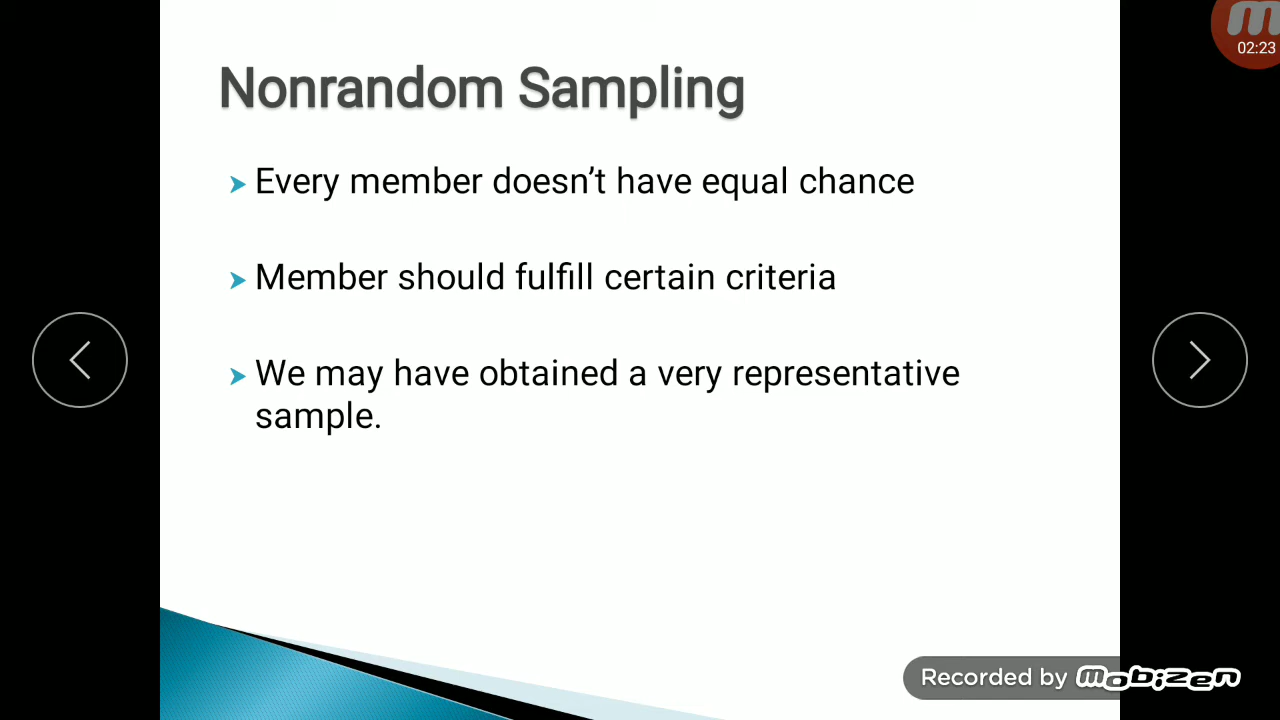 02:23
Nonrandom Sampling
Every member doesn’t have equal chance
Member should fulfill certain criteria
We may have obtained a very representative
sample.
Recorded by mobizen